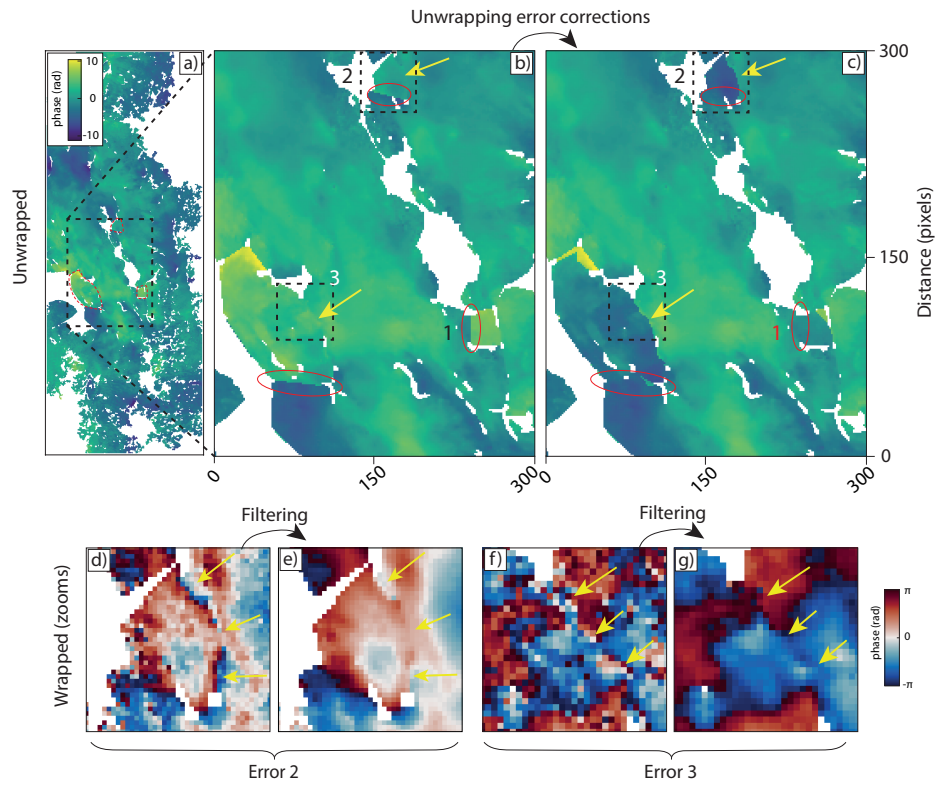 Unwrapping error corrections
a)
b)
c)
phase (rad)
10
0
-10
2
2
3
3
1
1
300
150
0
Distance (pixels)
Unwrapped
0
150
300
0
150
300
Filtering
Filtering
d)
e)
f)
g)
Wrapped (zooms)
phase (rad)
π
0
-π
Error 2
Error 3